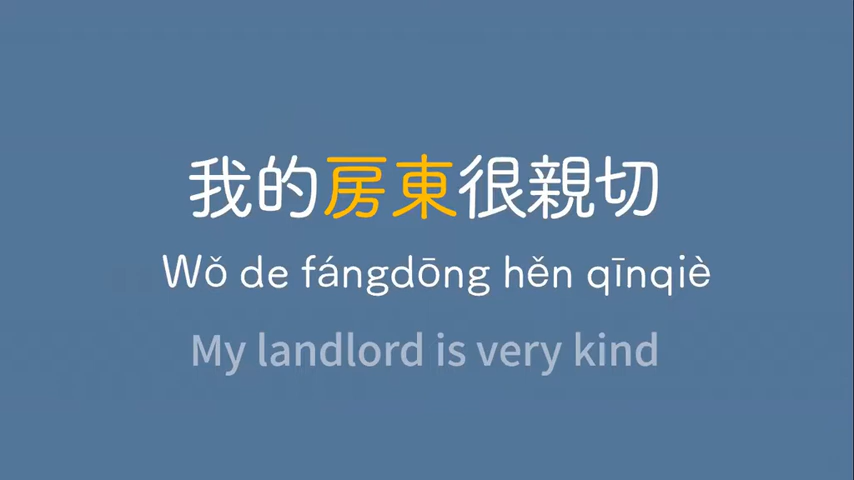 我的房東很親切
Wǒ de fángdōng hěn qīnqiè
My landlord is very kind